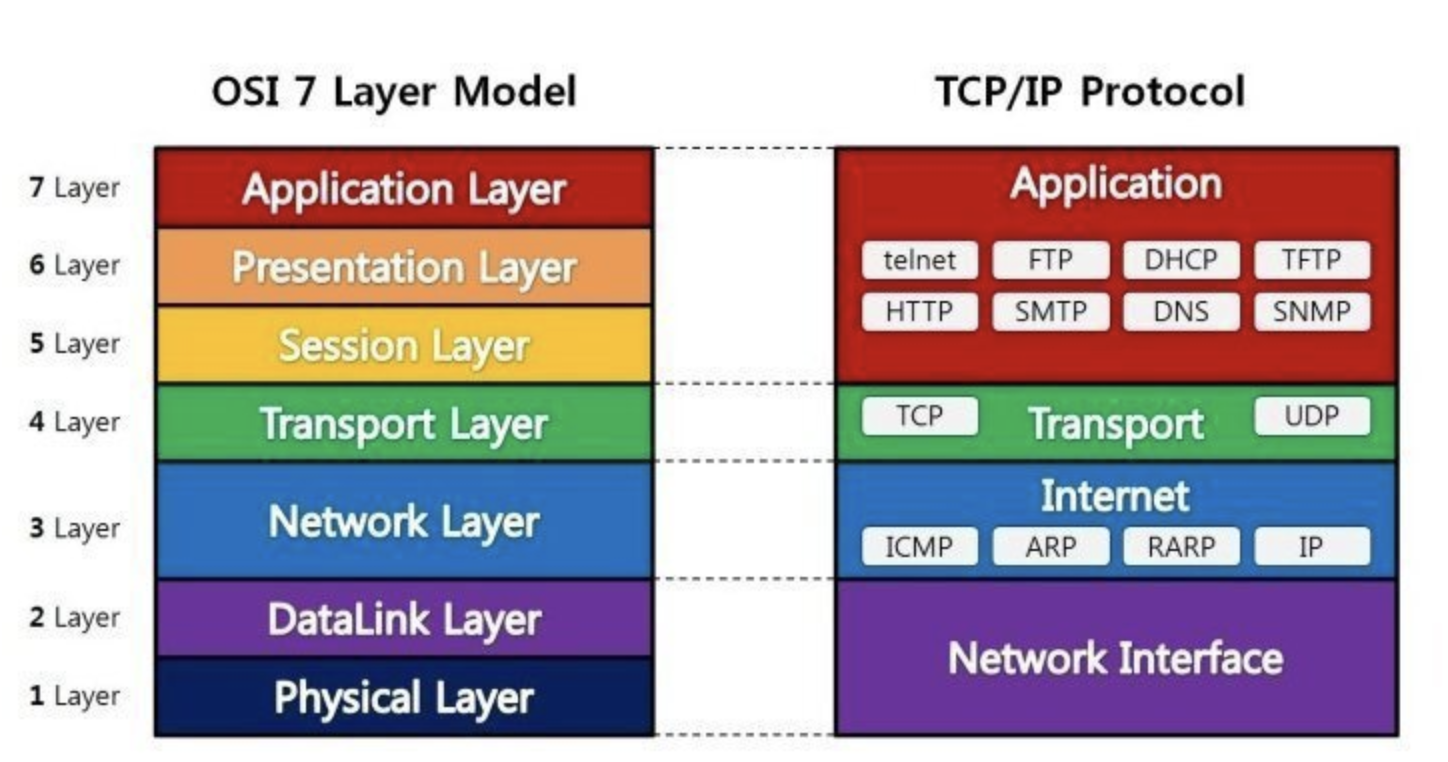 OSI 7 Layer Model
7 Layer
Application Layer
6 Layer
Presentation Layer
5 Layer
Session Layer
4 Layer
Transport Layer
3 Layer
Network Layer
2 Layer
DataLink Layer
1 Layer
Physical Layer
TCP/IP Protocol
Application
telnet FTP DHCP TFTP
HTTP SMTP DNS SNMP
TCP Transport UDP
Internet
ICMP ARP RARP IP
Network Interface